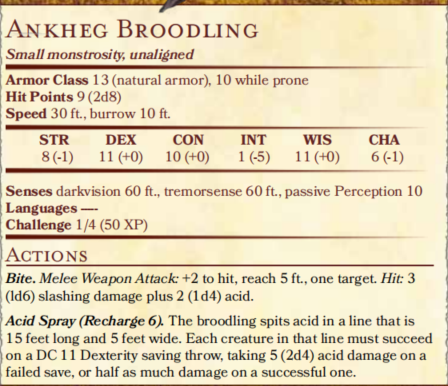 ANKHEG BROODLING
Small monstrosity, unaligned
Armor Class 13 (natural armor), 10 while prone
Hit Points 9 (2d8)
Speed 30 ft., burrow 10 ft.
STR DEX CON INT WIS CHA
8 (-1) 11 (+0) 10 (+0) 1 (-5) 11 (+0) 6 (-1)
Senses darkvision 60 ft., tremorsense 60 ft., passive Perception 10
Languages —-
Challenge 1/4 (50 XP)
ACTIONS
Bite. Melee Weapon Attack: +2 to hit, reach 5 ft., one target. Hit: 3
(ld6) slashing damage plus 2 (1d4) acid.
Acid Spray (Recharge 6). The broodling spits acid in a line that is
15 feet long and 5 feet wide. Each creature in that line must succeed
on a DC 11 Dexterity saving throw, taking 5 (2d4) acid damage on a
failed save, or half as much damage on a successful one.